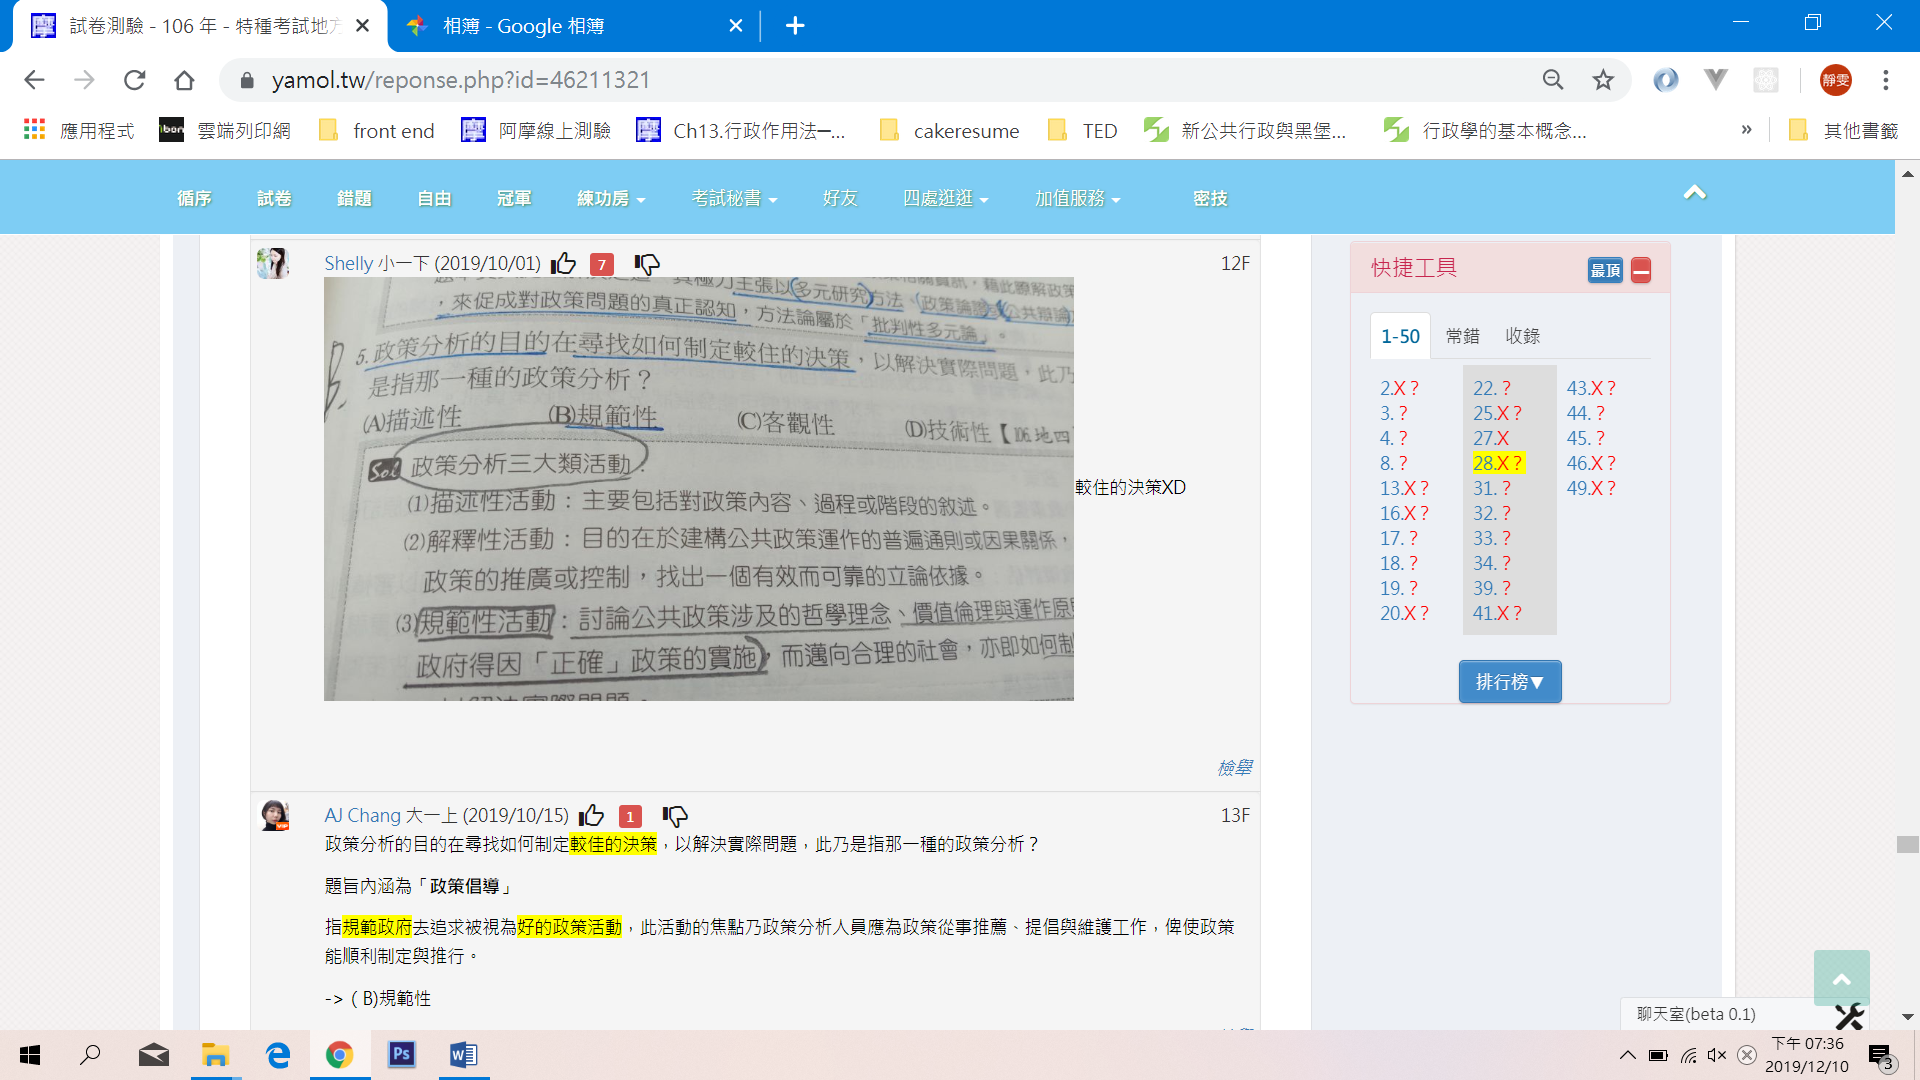 試卷測驗 - 106 年 - 特種考試地方
相簿 - Google 相簿
yamol.tw/reponse.php?id=46211321
靜雯
應用程式
ibon
雲端列印網
front end
阿摩線上測驗
Ch13.行政作用法─...
cakeresume
TED
新公共行政與黑堡...
行政學的基本概念...
»
其他書籤
循序 試卷 錯題 自由 冠軍 練功房 考試秘書 好友 四處逛逛 加值服務 密技
Shelly 小一下 (2019/10/01) 7 12F
主張以多元研究方法、政策論證、公共辯論
，來促成對政策問題的真正認知，方法論屬於「批判性多元論」。
5.政策分析的目的在尋找如何制定較住的決策，以解決實際問題，此乃
是指那一種的政策分析？
(A)描述性 (B)規範性 (C)客觀性 (D)技術性【
Sol 政策分析三大類活動：
(1)描述性活動：主要包括對政策內容、過程或階段的敘述。
(2)解釋性活動：目的在於建構公共政策運作的普遍通則或因果關係，
政策的推廣或控制，找出一個有效而可靠的立論依據。
(3)規範性活動：討論公共政策涉及的哲學理念、價值倫理與運作原
政府得因「正確」政策的實施，而邁向合理的社會，亦即如何制
較住的決策XD
檢舉
AJ Chang 大一上 (2019/10/15) 1 13F
政策分析的目的在尋找如何制定較佳的決策，以解決實際問題，此乃是指那一種的政策分析？
題旨內涵為「政策倡導」
指規範政府去追求被視為好的政策活動，此活動的焦點乃政策分析人員應為政策從事推薦、提倡與維護工作，俾使政策
能順利制定與推行。
-> ( B)規範性
快捷工具 最頂
1-50 常錯 收錄
2.X ? 22. ? 43.X ?
3. ? 25.X ? 44. ?
4. ? 27.X 45. ?
8. ? 28.X ? 46.X ?
13.X ? 31. ? 49.X ?
16.X ? 32. ?
17. ? 33. ?
18. ? 34. ?
19. ? 39. ?
20.X ? 41.X ?
排行榜▼
聊天室(beta 0.1)
Ps
下午 07:36
2019/12/10
3